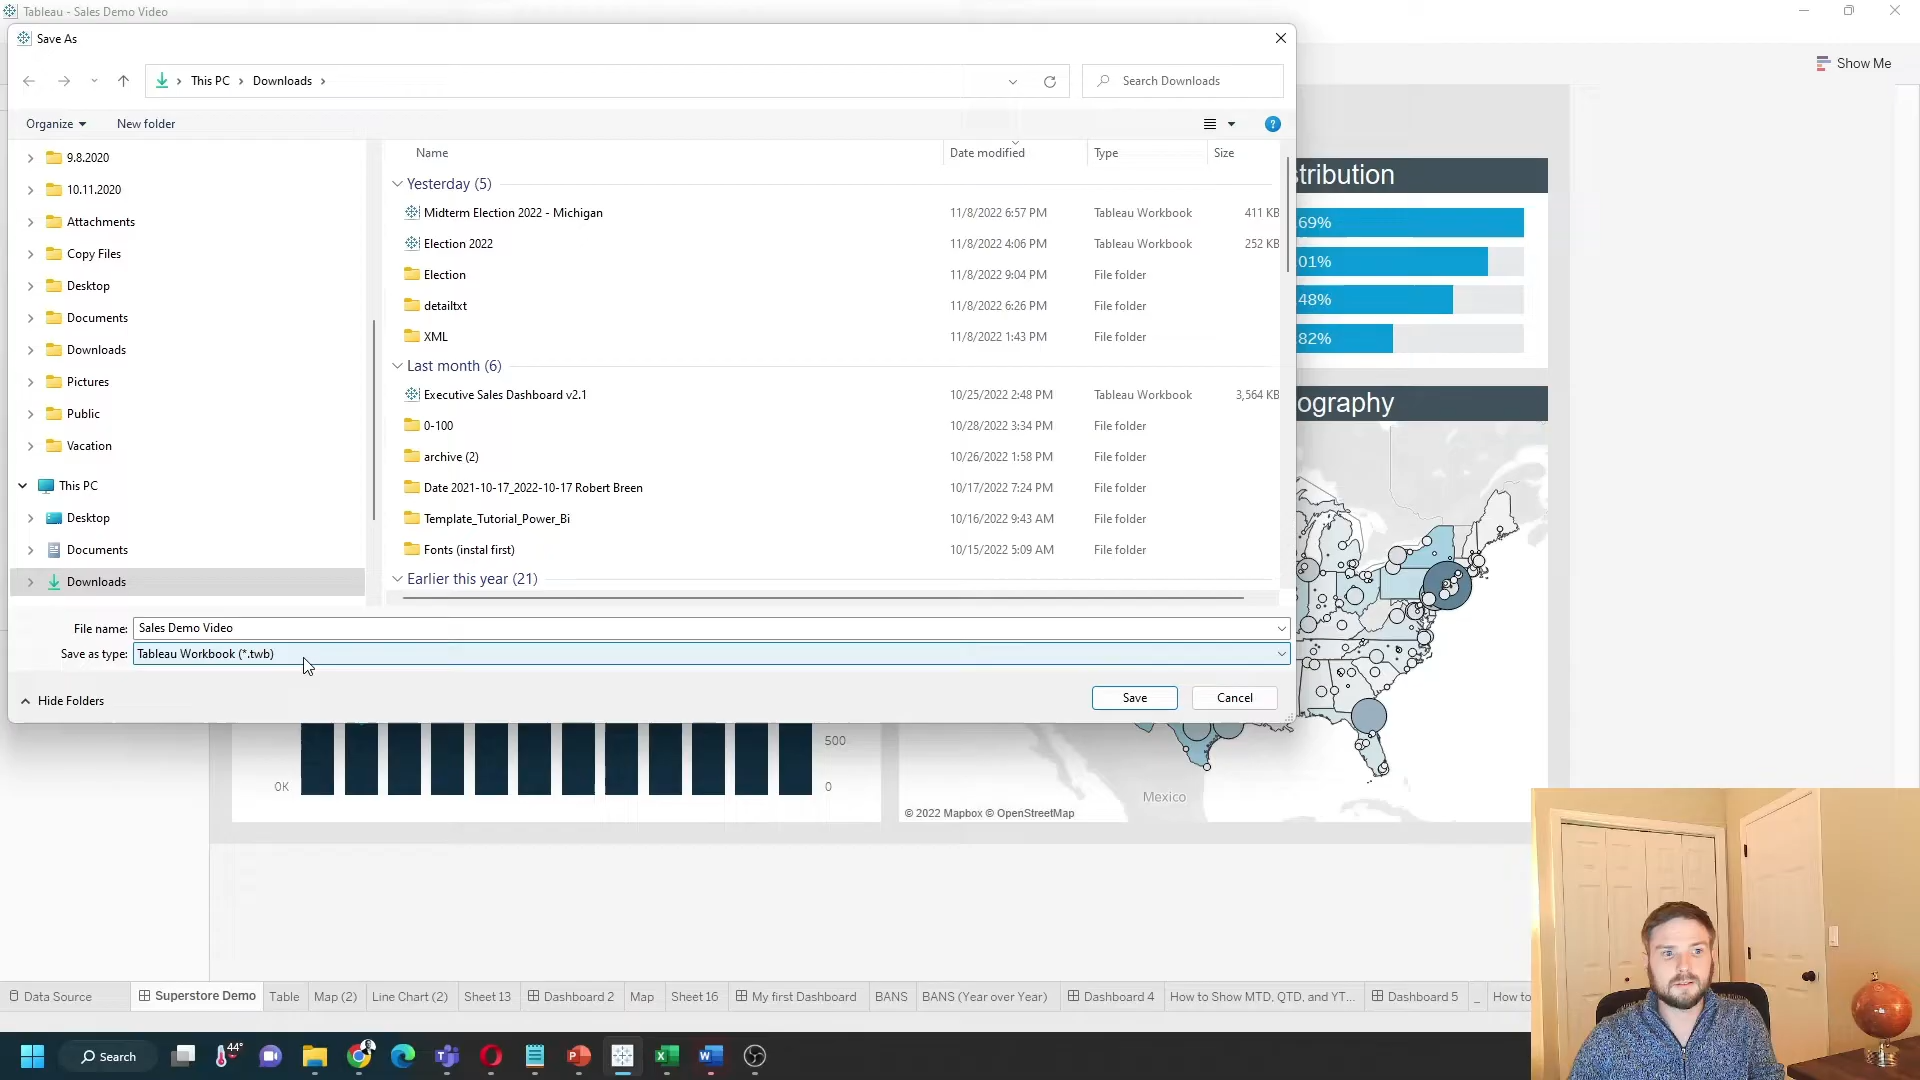 Tableau - Sales Demo Video
Save As
This PC > Downloads >
Search Downloads
Show Me
Organize
New folder
Name
Date modified
Type
Size
9.8.2020
10.11.2020
Attachments
Copy Files
Desktop
Documents
Downloads
Pictures
Public
Vacation
This PC
Desktop
Documents
Downloads
Yesterday (5)
Midterm Election 2022 - Michigan 11/8/2022 6:57 PM Tableau Workbook 411 KB
Election 2022 11/8/2022 4:06 PM Tableau Workbook 252 KB
Election 11/8/2022 9:04 PM File folder
detailtxt 11/8/2022 6:26 PM File folder
XML 11/8/2022 1:43 PM File folder
Last month (6)
Executive Sales Dashboard v2.1 10/25/2022 2:48 PM Tableau Workbook 3,564 KB
0-100 10/28/2022 3:34 PM File folder
archive (2) 10/26/2022 1:58 PM File folder
Date 2021-10-17_2022-10-17 Robert Breen 10/17/2022 7:24 PM File folder
Template_Tutorial_Power_Bi 10/16/2022 9:43 AM File folder
Fonts (instal first) 10/15/2022 5:09 AM File folder
Earlier this year (21)
File name: Sales Demo Video
Save as type: Tableau Workbook (*.twb)
Hide Folders
Save
Cancel
stribution
69%
01%
48%
82%
ography
500
0K
0
Mexico
© 2022 Mapbox © OpenStreetMap
Data Source
Superstore Demo
Table
Map (2)
Line Chart (2)
Sheet 13
Dashboard 2
Map
Sheet 16
My first Dashboard
BANS
BANS (Year over Year)
Dashboard 4
How to Show MTD, QTD, and YT...
Dashboard 5
_
How to
Search
44°